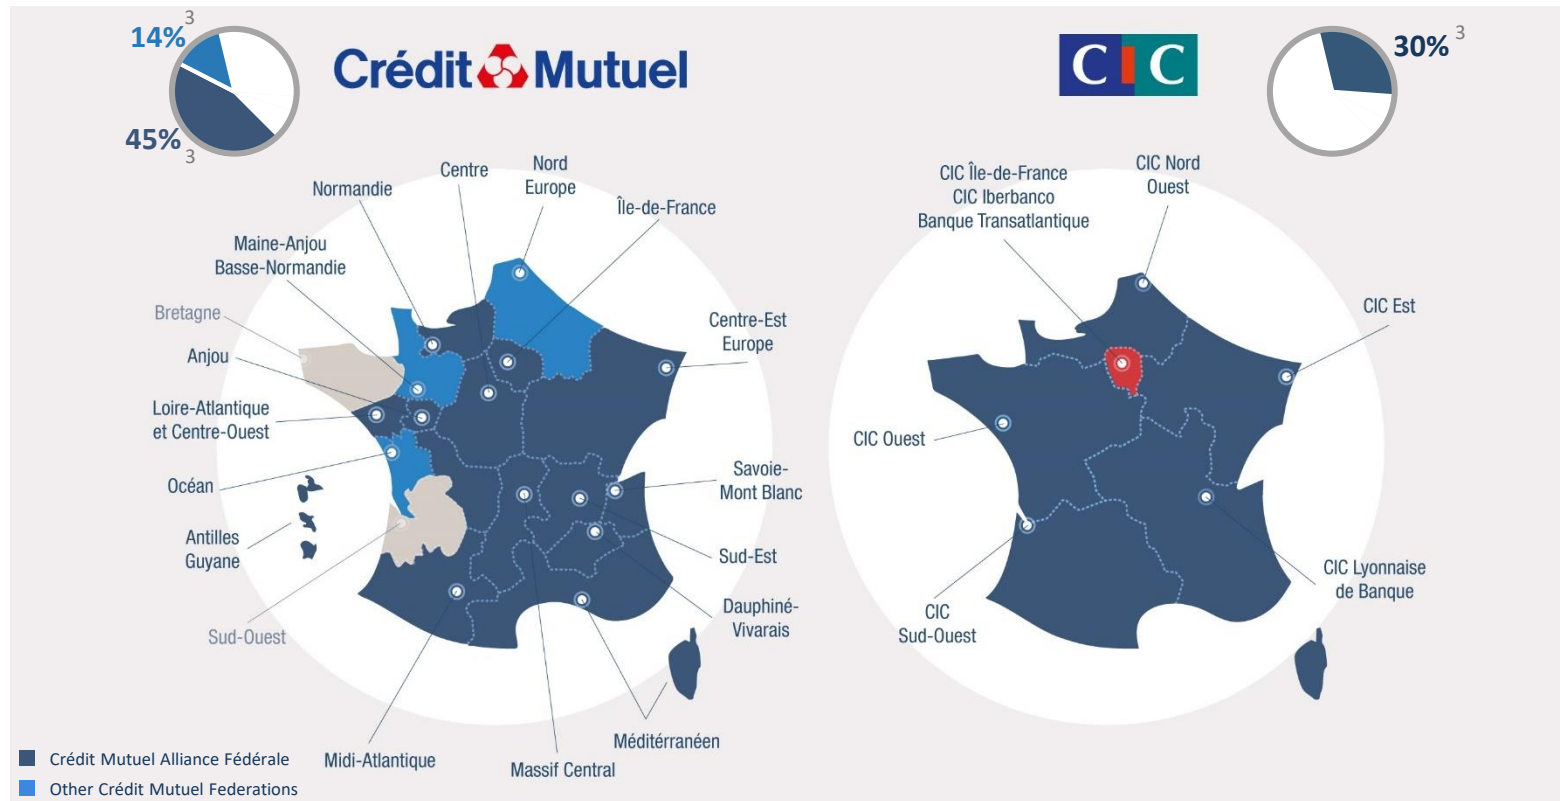 14% 3
45% 3
Crédit Mutuel
CIC
30% 3
Normandie
Centre
Nord
Europe
Île-de-France
Maine-Anjou
Basse-Normandie
Bretagne
Anjou
Loire-Atlantique
et Centre-Ouest
Océan
Antilles
Guyane
Sud-Ouest
Centre-Est
Europe
Savoie-
Mont Blanc
Sud-Est
Dauphiné-
Vivarais
Méditérranéen
Massif Central
Midi-Atlantique
CIC Île-de-France
CIC Iberbanco
Banque Transatlantique
CIC Nord
Ouest
CIC Est
CIC Ouest
CIC
Sud-Ouest
CIC Lyonnaise
de Banque
Crédit Mutuel Alliance Fédérale
Other Crédit Mutuel Federations